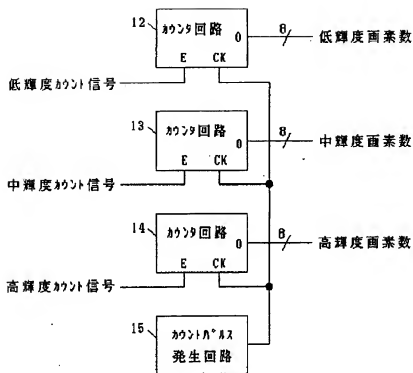 12
カウンタ回路
O
8
低輝度画素数
E CK
低輝度カウント信号
13
カウンタ回路
O
8
中輝度画素数
E CK
中輝度カウント信号
14
カウンタ回路
O
8
高輝度画素数
E CK
高輝度カウント信号
15
カウントパルス
発生回路